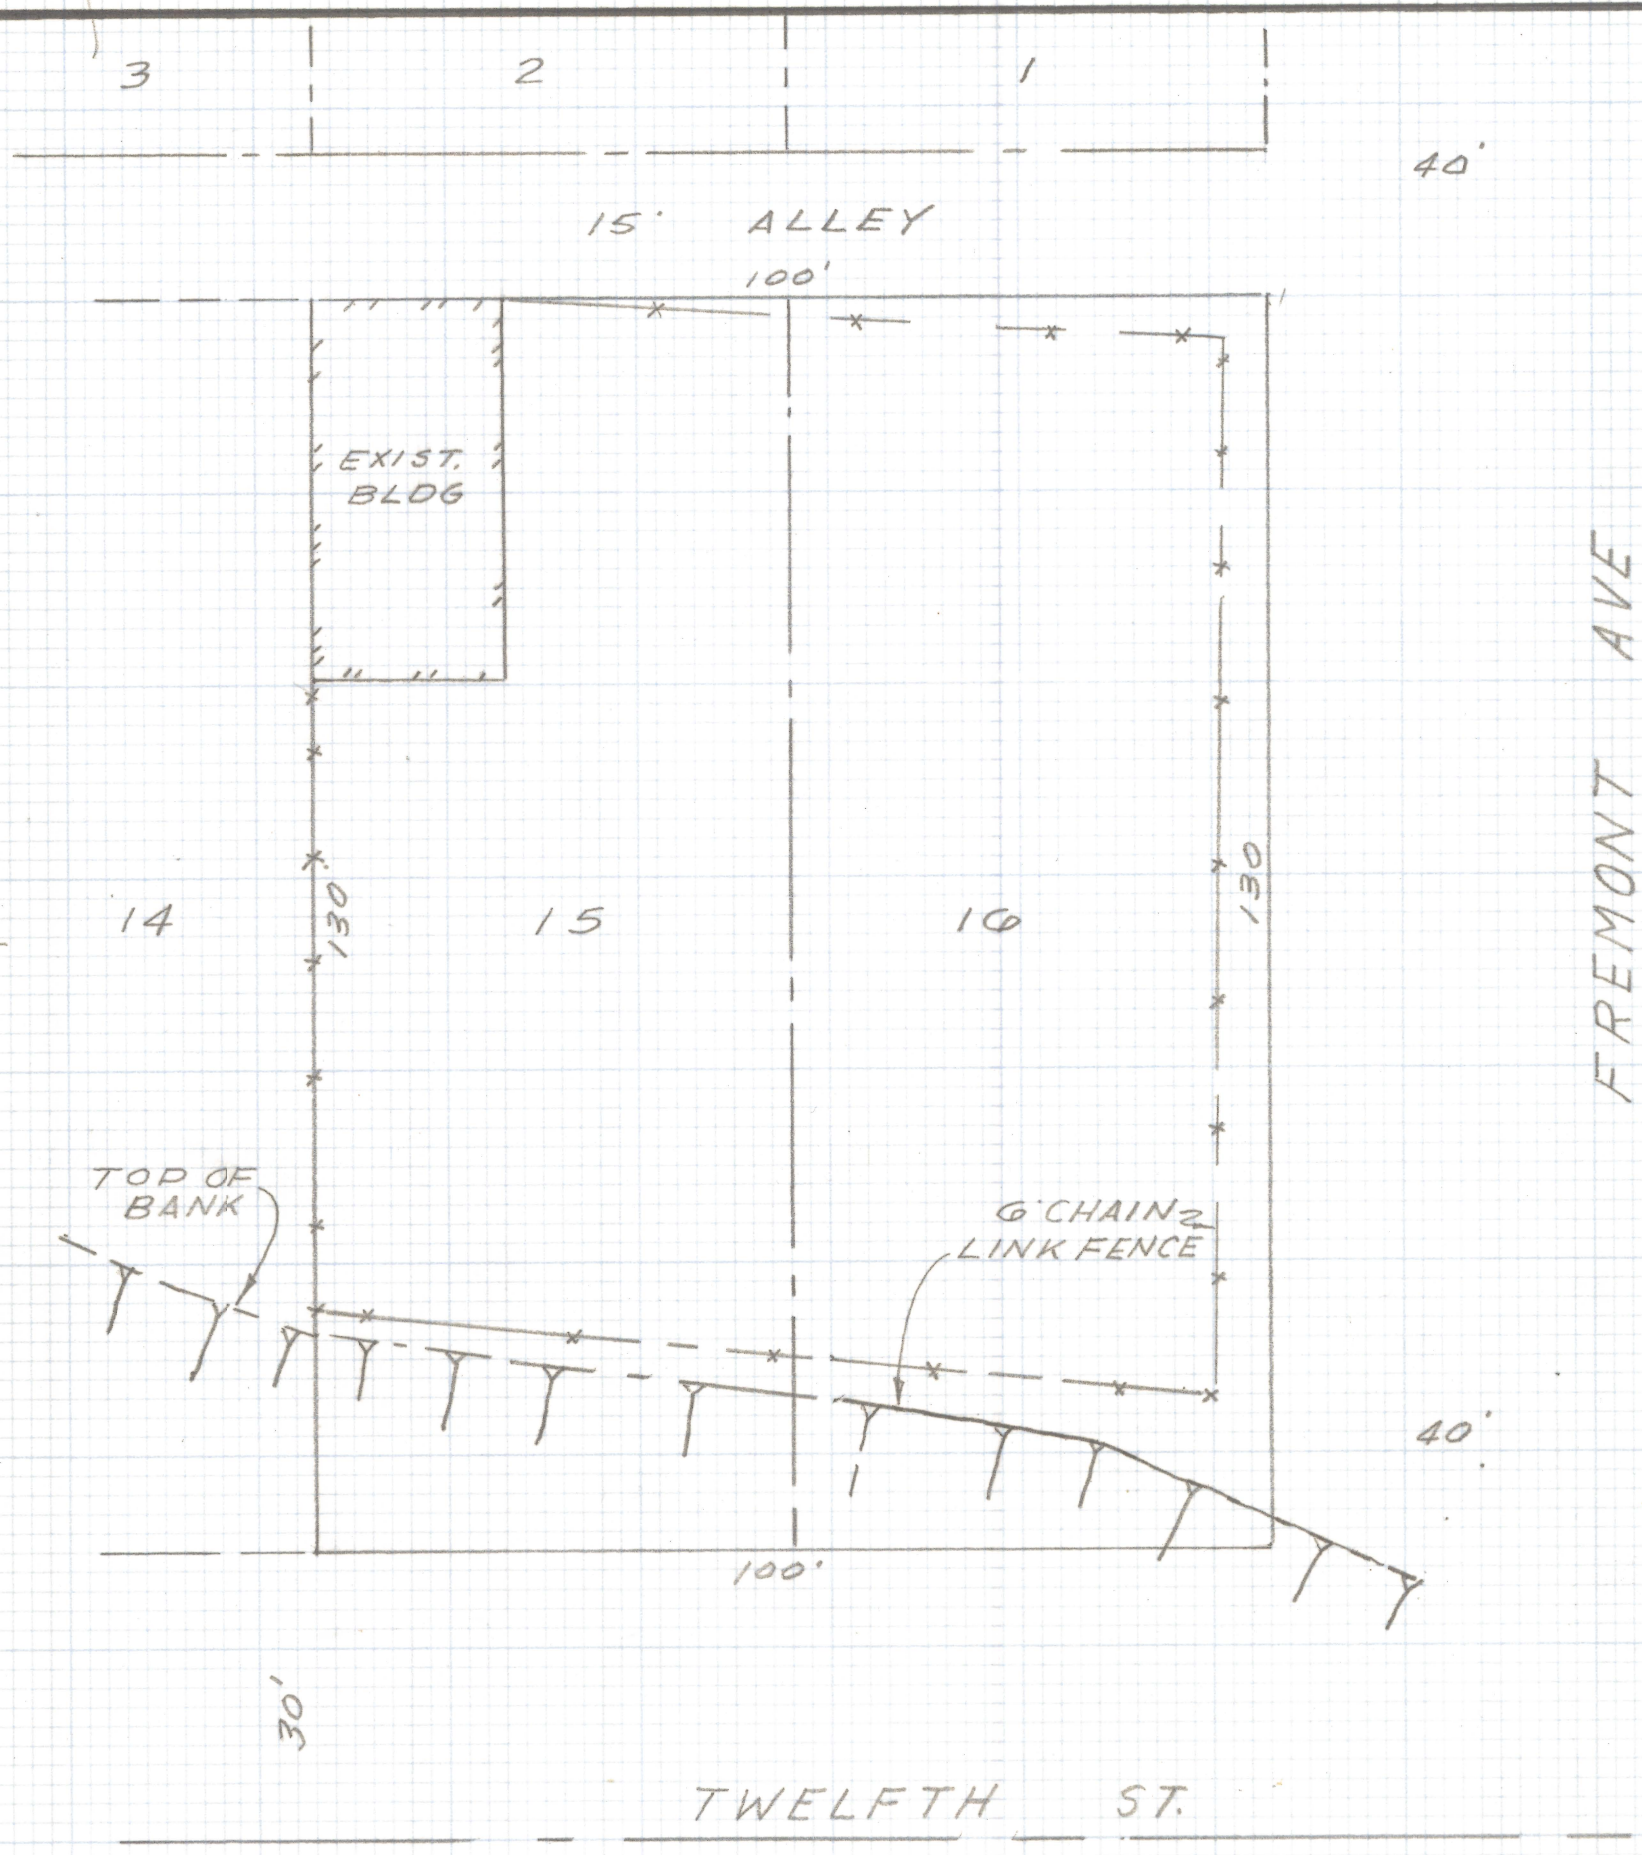 3
2
1
40'
15' ALLEY
100'
EXIST.
BLDG
FREMONT AVE
130
130
14
15
16
TOP OF
BANK
6' CHAIN
LINK FENCE
40'
100'
30'
TWELFTH ST.